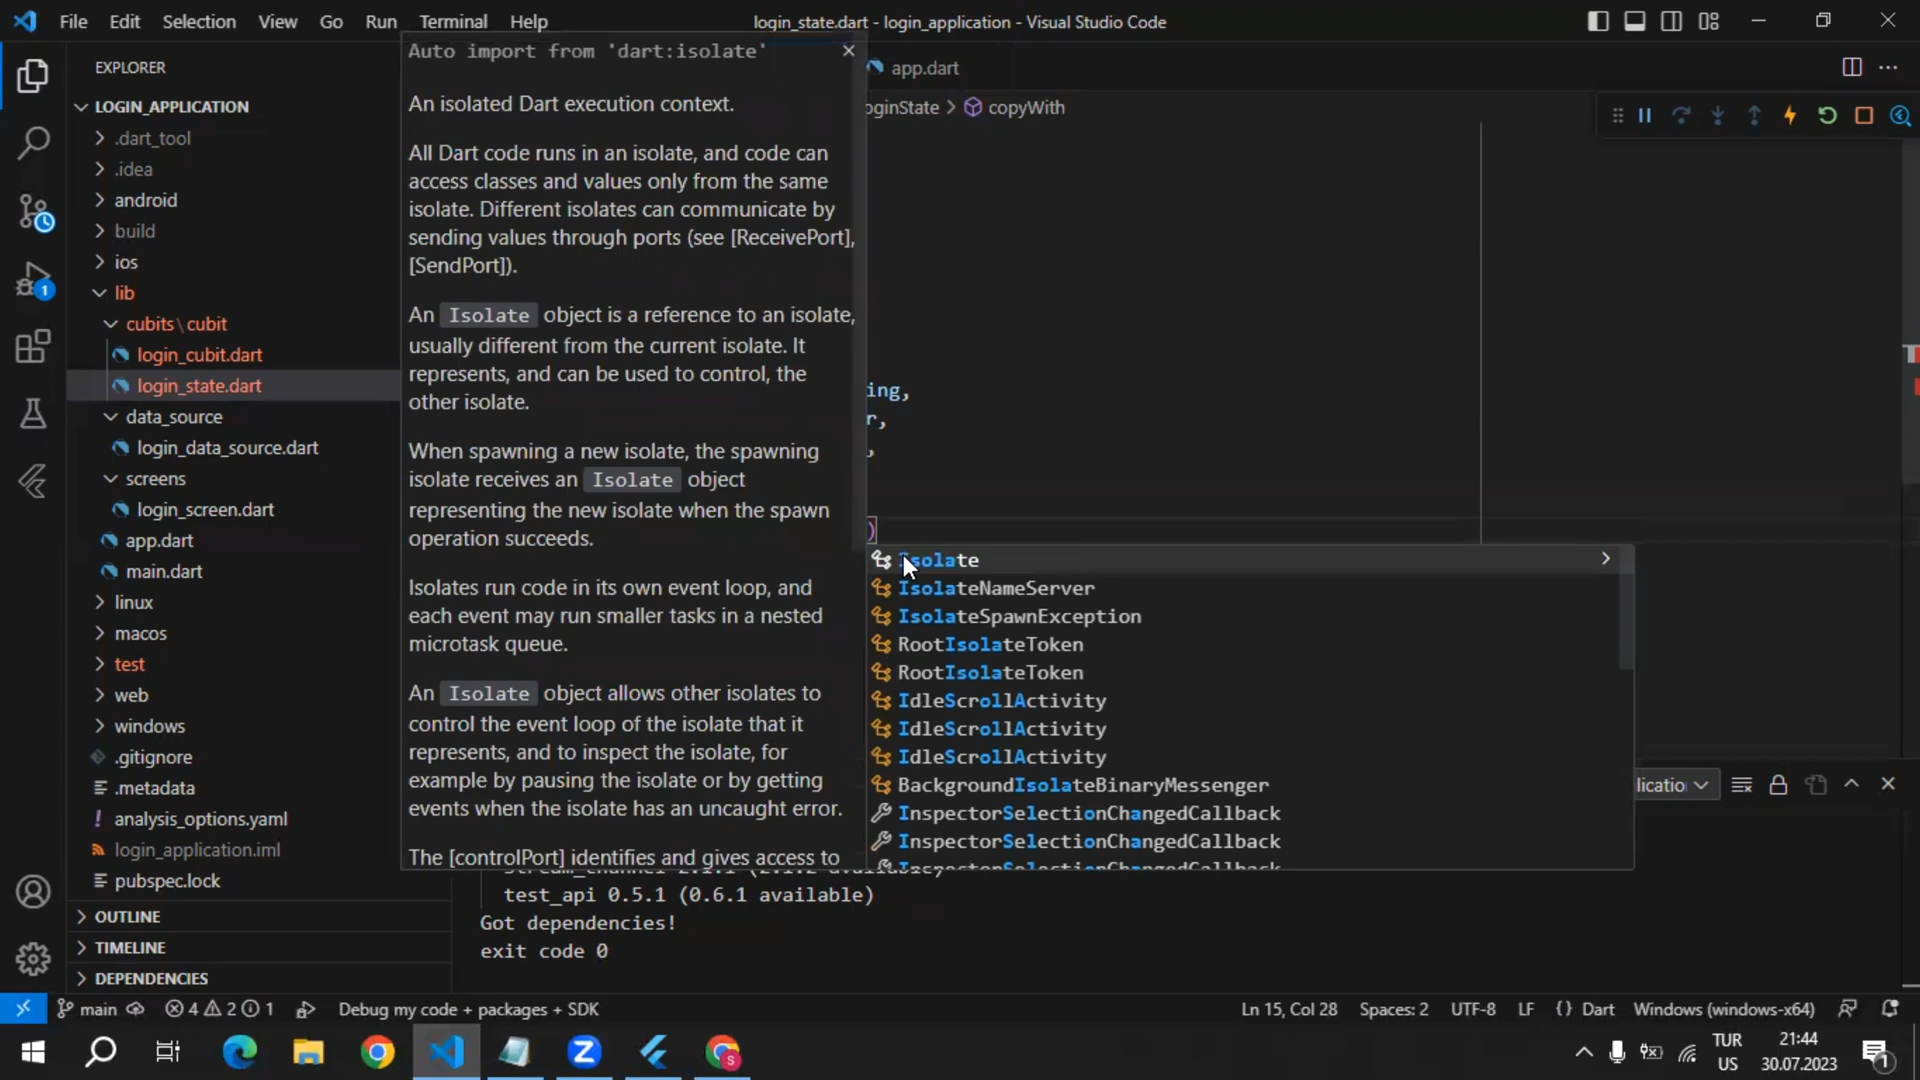 File Edit Selection View Go Run Terminal Help
login_state.dart - login_application - Visual Studio Code
EXPLORER
LOGIN_APPLICATION
.dart_tool
.idea
android
build
ios
lib
cubits\cubit
login_cubit.dart
login_state.dart
data_source
login_data_source.dart
screens
login_screen.dart
app.dart
main.dart
linux
macos
test
web
windows
.gitignore
.metadata
analysis_options.yaml
login_application.iml
pubspec.lock
OUTLINE
TIMELINE
DEPENDENCIES
1
Auto import from 'dart:isolate'
An isolated Dart execution context.
All Dart code runs in an isolate, and code can
access classes and values only from the same
isolate. Different isolates can communicate by
sending values through ports (see [ReceivePort],
[SendPort]).
An Isolate object is a reference to an isolate,
usually different from the current isolate. It
represents, and can be used to control, the
other isolate.
When spawning a new isolate, the spawning
isolate receives an Isolate object
representing the new isolate when the spawn
operation succeeds.
Isolates run code in its own event loop, and
each event may run smaller tasks in a nested
microtask queue.
An Isolate object allows other isolates to
control the event loop of the isolate that it
represents, and to inspect the isolate, for
example by pausing the isolate or by getting
events when the isolate has an uncaught error.
The [controlPort] identifies and gives access to
app.dart
oginState > copyWith
ing,
r,
,
)
Isolate
IsolateNameServer
IsolateSpawnException
RootIsolateToken
RootIsolateToken
IdleScrollActivity
IdleScrollActivity
IdleScrollActivity
BackgroundIsolateBinaryMessenger
InspectorSelectionChangedCallback
InspectorSelectionChangedCallback
InspectorSelectionChangedCallback
licatio
test_api 0.5.1 (0.6.1 available)
Got dependencies!
exit code 0
main 4 2 1 Debug my code + packages + SDK
Ln 15, Col 28 Spaces: 2 UTF-8 LF {} Dart Windows (windows-x64)
TUR 21:44
US 30.07.2023
1